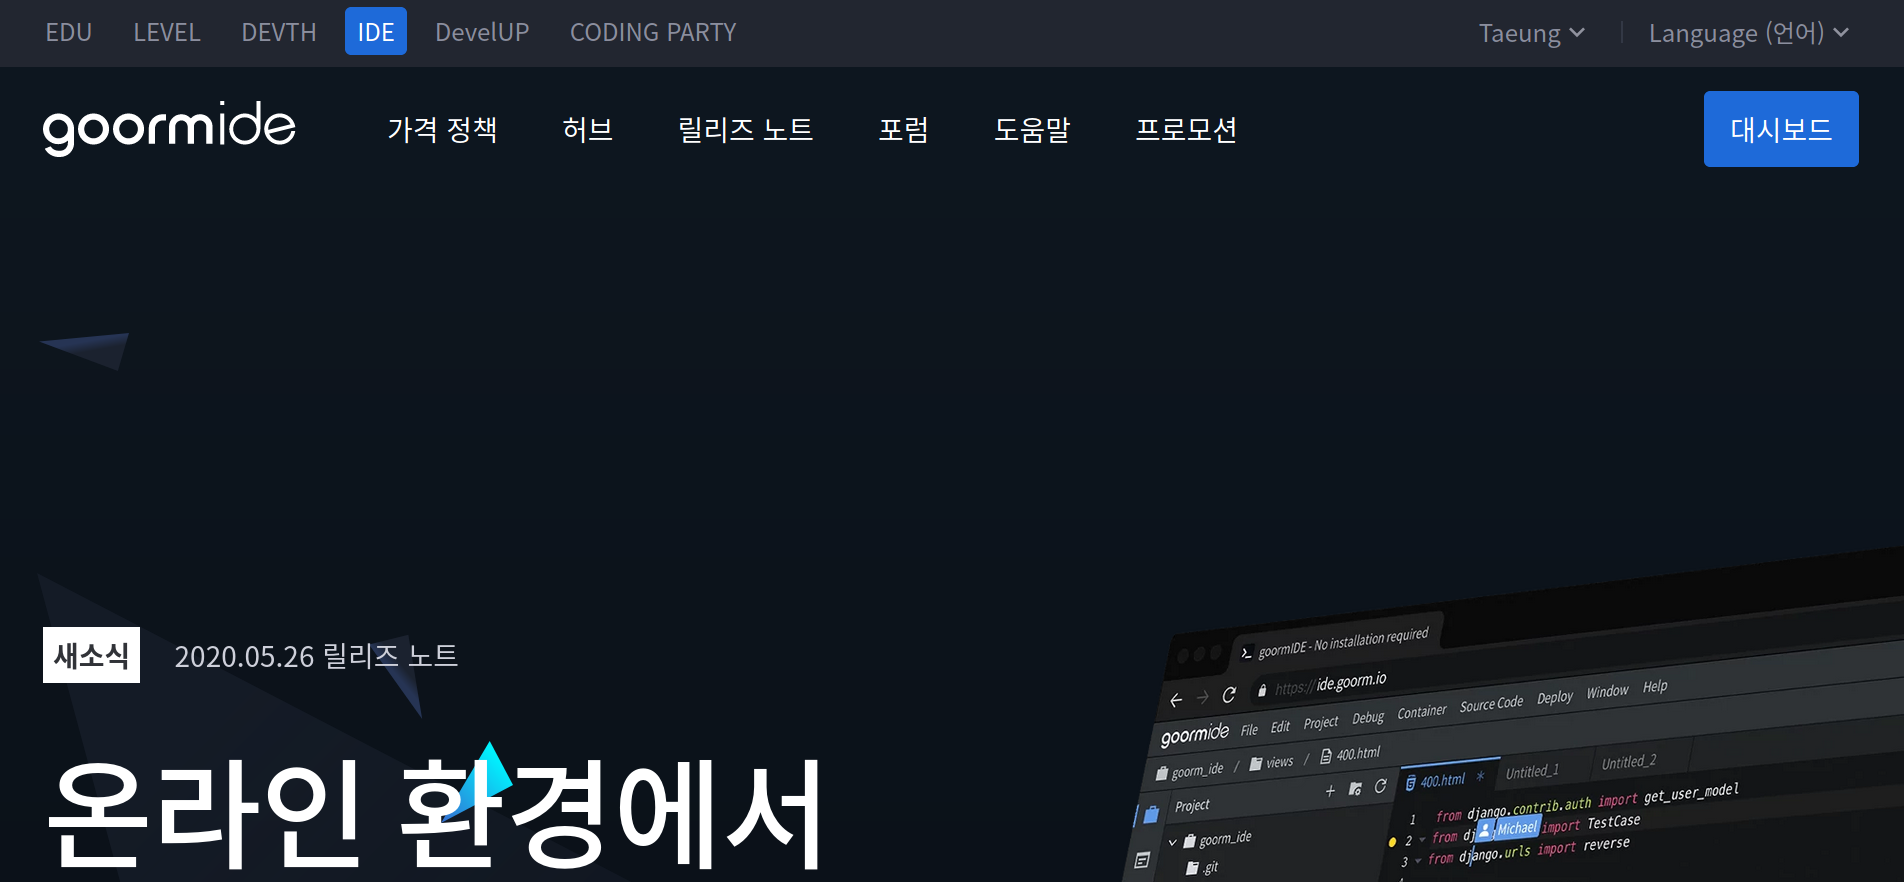 EDU LEVEL DEVTH IDE DevelUP CODING PARTY Taeung Language (언어)
goormide 가격 정책 허브 릴리즈 노트 포럼 도움말 프로모션 대시보드
새소식 2020.05.26 릴리즈 노트
온라인 환경에서
goormIDE - No installation required
https://ide.goorm.io
goormide File Edit Project Debug Container Source Code Deploy Window Help
goorm_ide / views / 400.html
Project
400.html * Untitled_1 Untitled_2
goorm_ide
.git
1 from django.contrib.auth import get_user_model
2 from dj Michael import TestCase
3 from django.urls import reverse